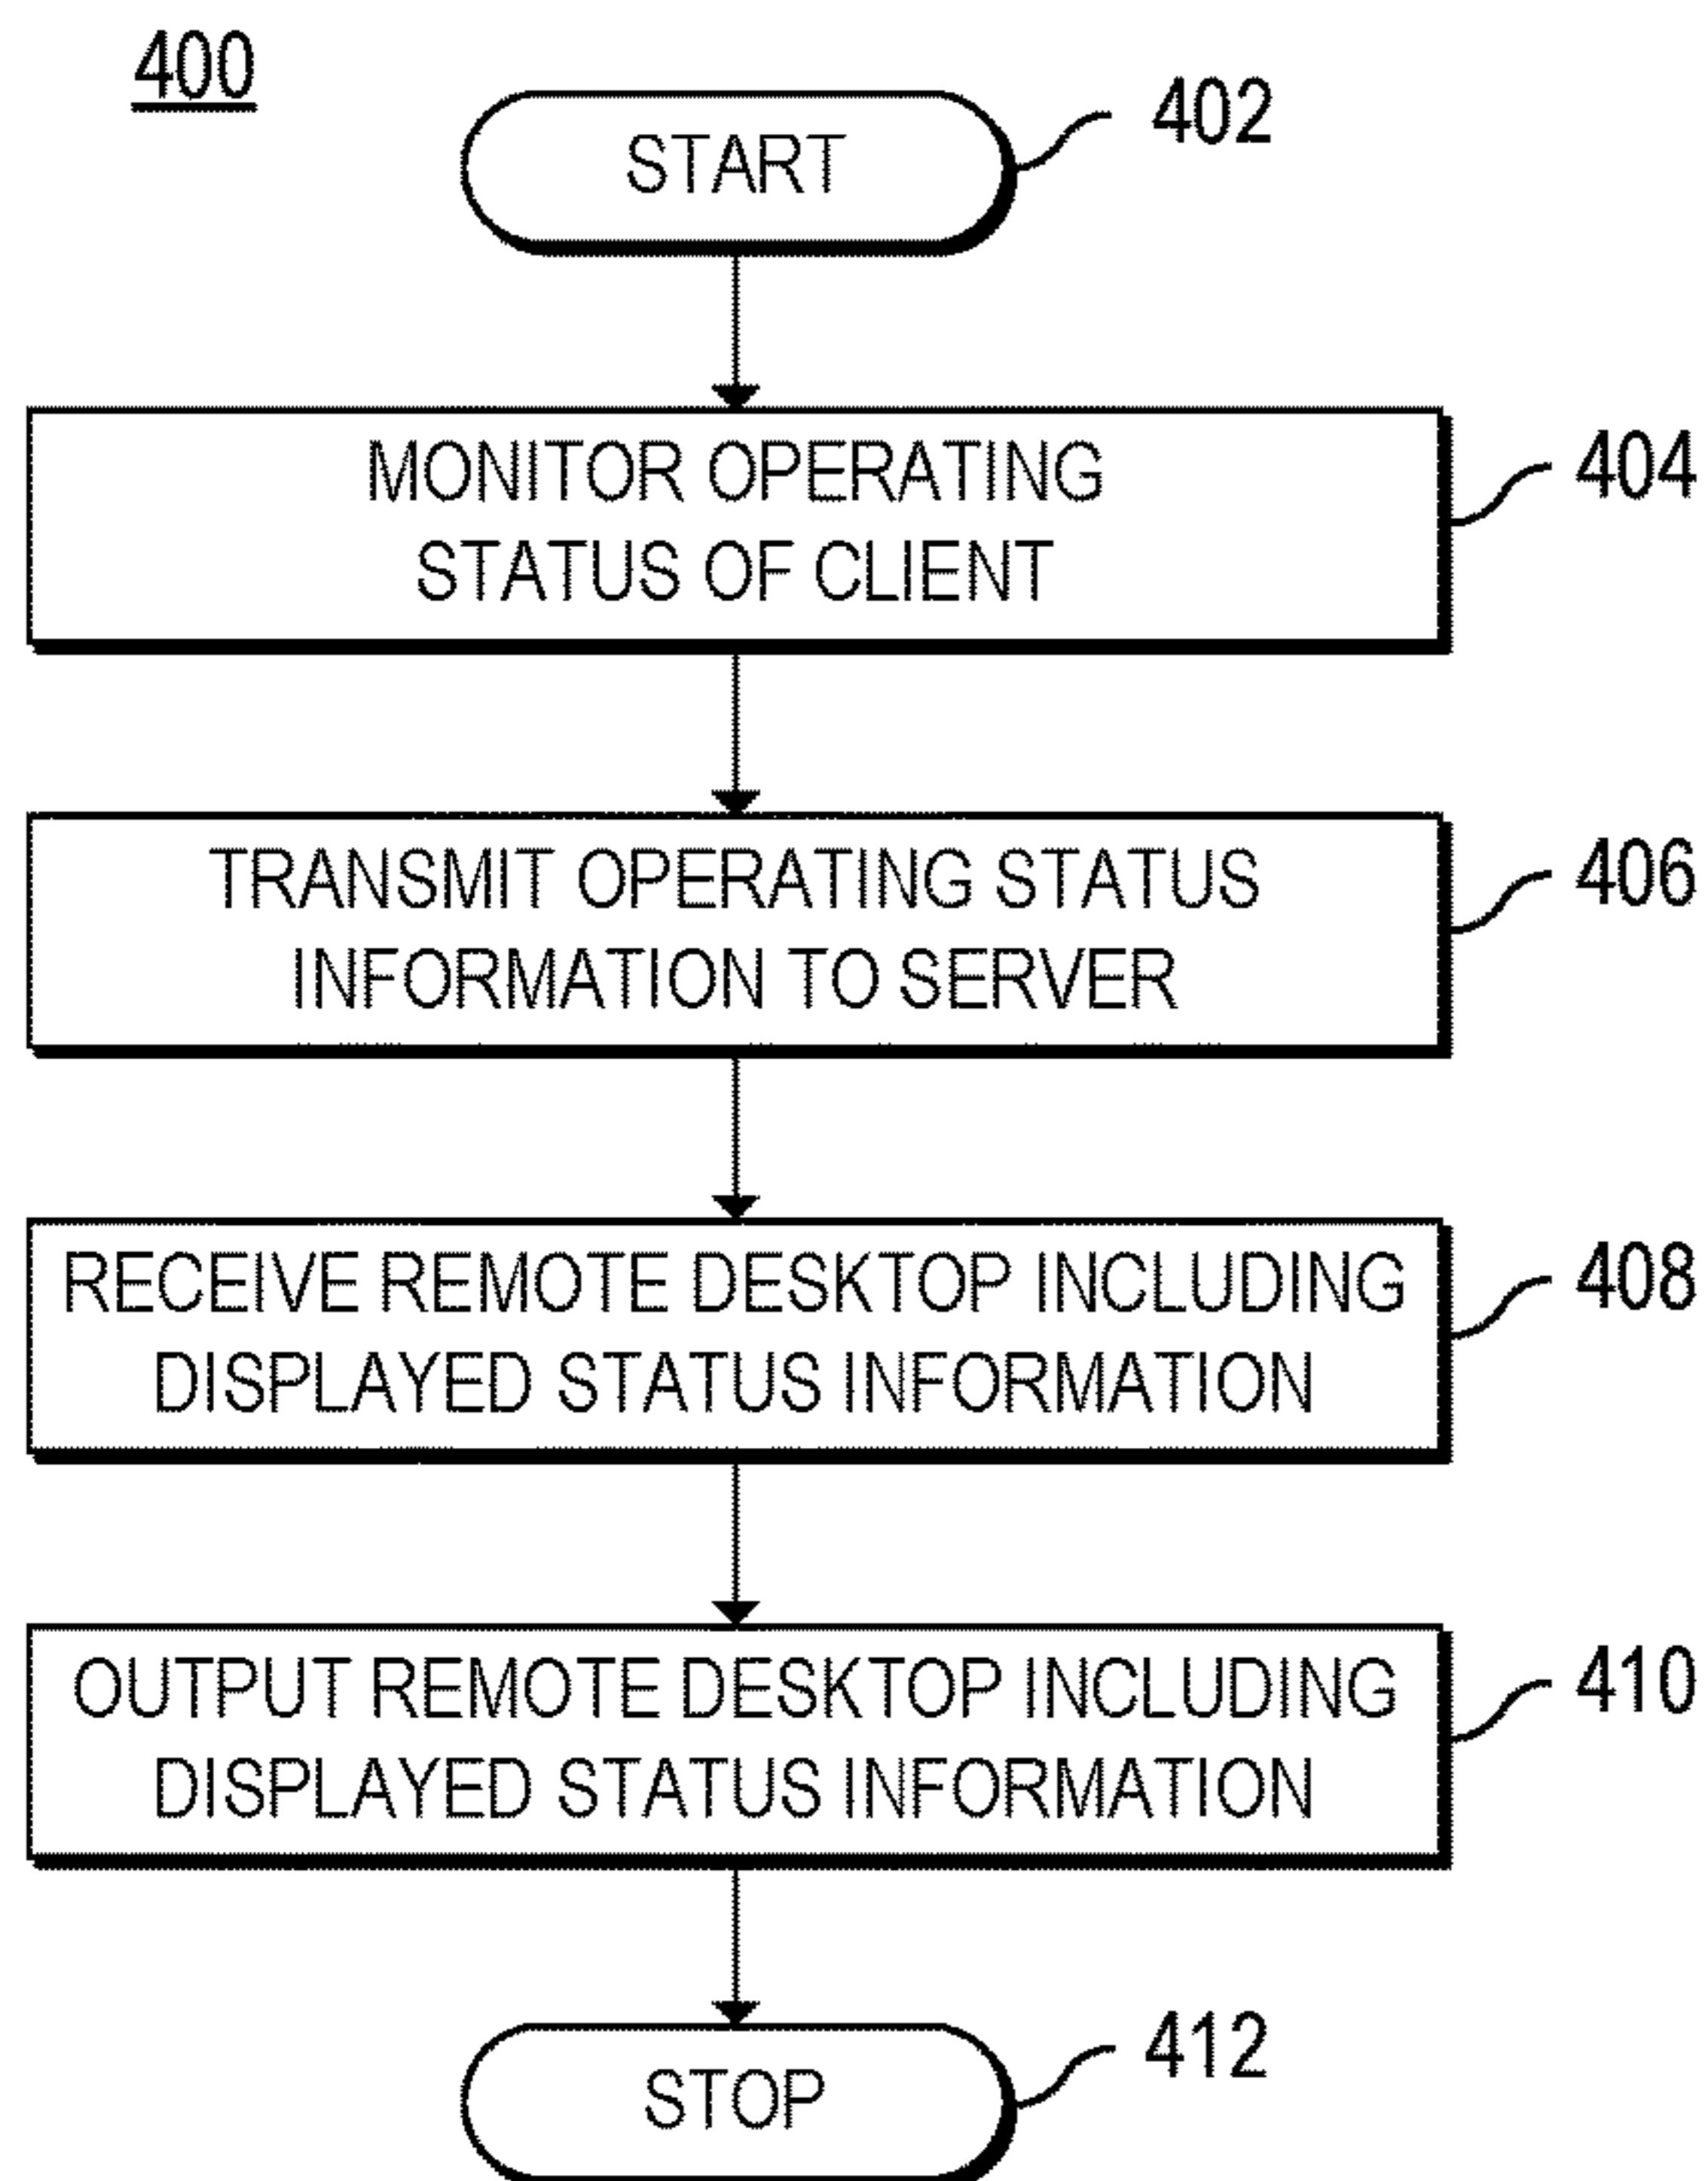 400
START
402
MONITOR OPERATING
STATUS OF CLIENT
404
TRANSMIT OPERATING STATUS
INFORMATION TO SERVER
406
RECEIVE REMOTE DESKTOP INCLUDING
DISPLAYED STATUS INFORMATION
408
OUTPUT REMOTE DESKTOP INCLUDING
DISPLAYED STATUS INFORMATION
410
STOP
412